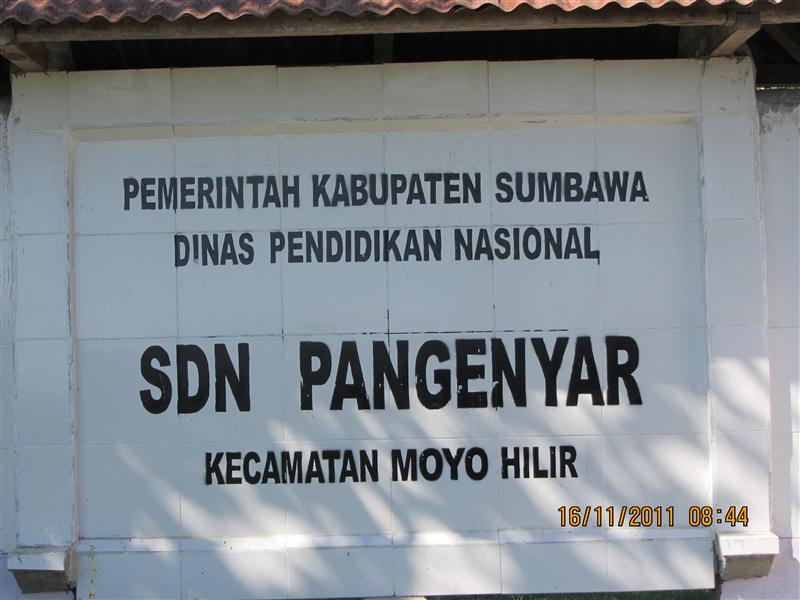 PEMERINTAH KABUPATEN SUMBAWA
DINAS PENDIDIKAN NASIONAL
SDN PANGENYAR
KECAMATAN MOYO HILIR
16/11/2011 08:44